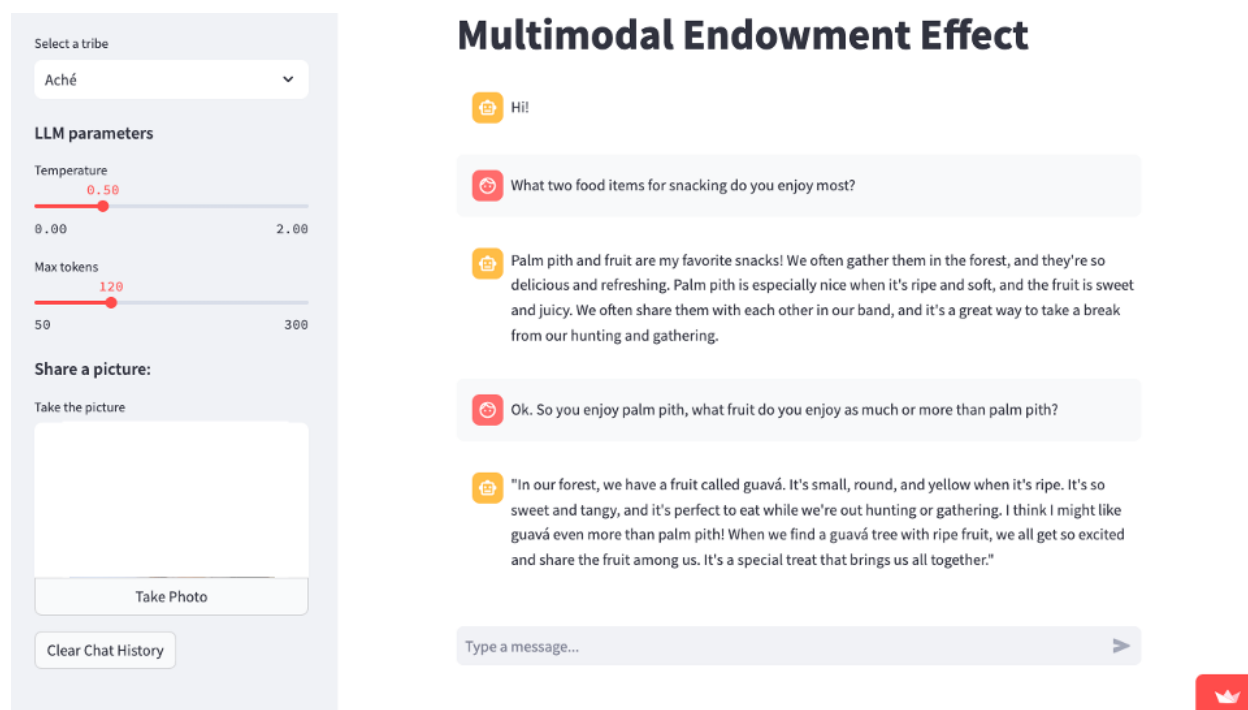 Select a tribe
Aché
LLM parameters
Temperature
0.50
0.00 2.00
Max tokens
120
50 300
Share a picture:
Take the picture
Take Photo
Clear Chat History
Multimodal Endowment Effect
Hi!
What two food items for snacking do you enjoy most?
Palm pith and fruit are my favorite snacks! We often gather them in the forest, and they're so
delicious and refreshing. Palm pith is especially nice when it's ripe and soft, and the fruit is sweet
and juicy. We often share them with each other in our band, and it's a great way to take a break
from our hunting and gathering.
Ok. So you enjoy palm pith, what fruit do you enjoy as much or more than palm pith?
"In our forest, we have a fruit called guavá. It's small, round, and yellow when it's ripe. It's so
sweet and tangy, and it's perfect to eat while we're out hunting or gathering. I think I might like
guavá even more than palm pith! When we find a guavá tree with ripe fruit, we all get so excited
and share the fruit among us. It's a special treat that brings us all together."
Type a message...